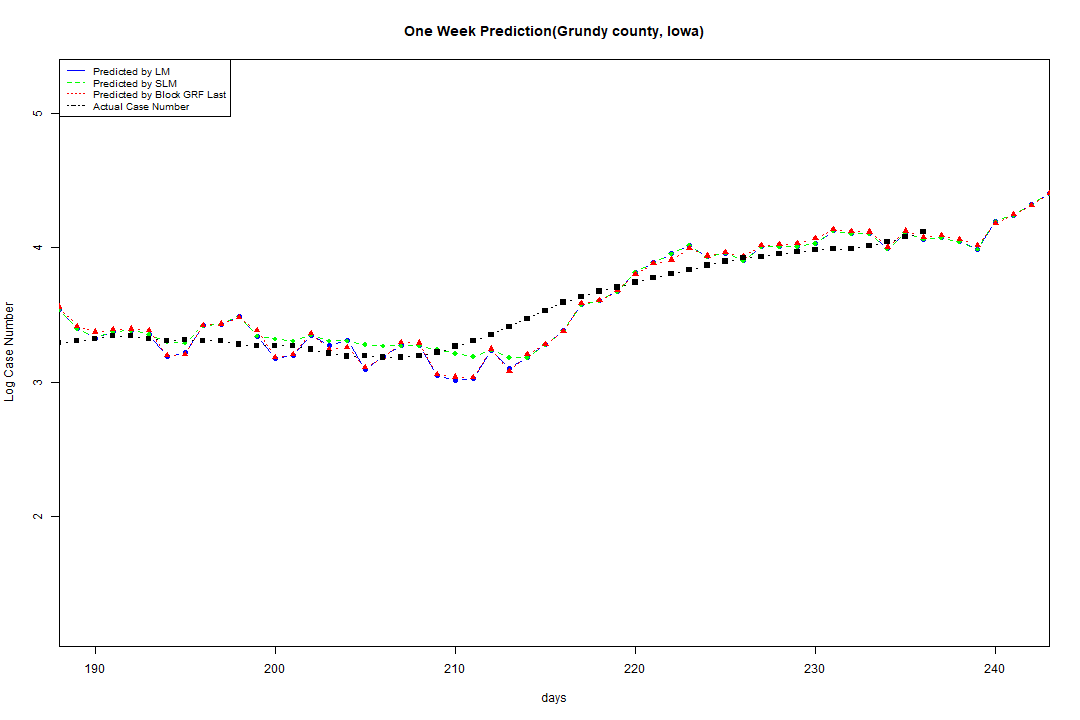 One Week Prediction(Grundy county, Iowa)
Predicted by LM
Predicted by SLM
Predicted by Block GRF Last
Actual Case Number
5
4
3
2
Log Case Number
190 200 210 220 230 240
days